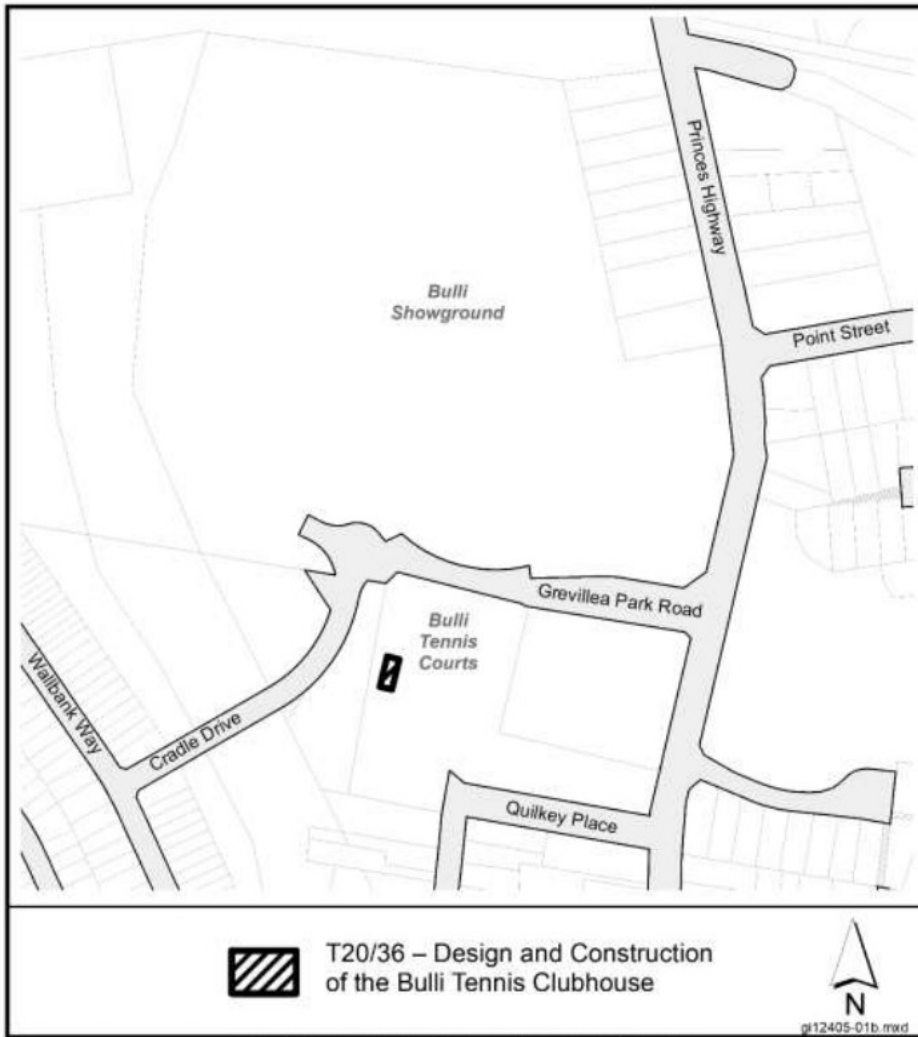 Princes Highway
Bulli
Showground
Point Street
Grevillea Park Road
Bulli
Tennis
Courts
Wallbank Way
Cradle Drive
Quilkey Place
T20/36 – Design and Construction
of the Bulli Tennis Clubhouse
N
gi12405-01b.mxd